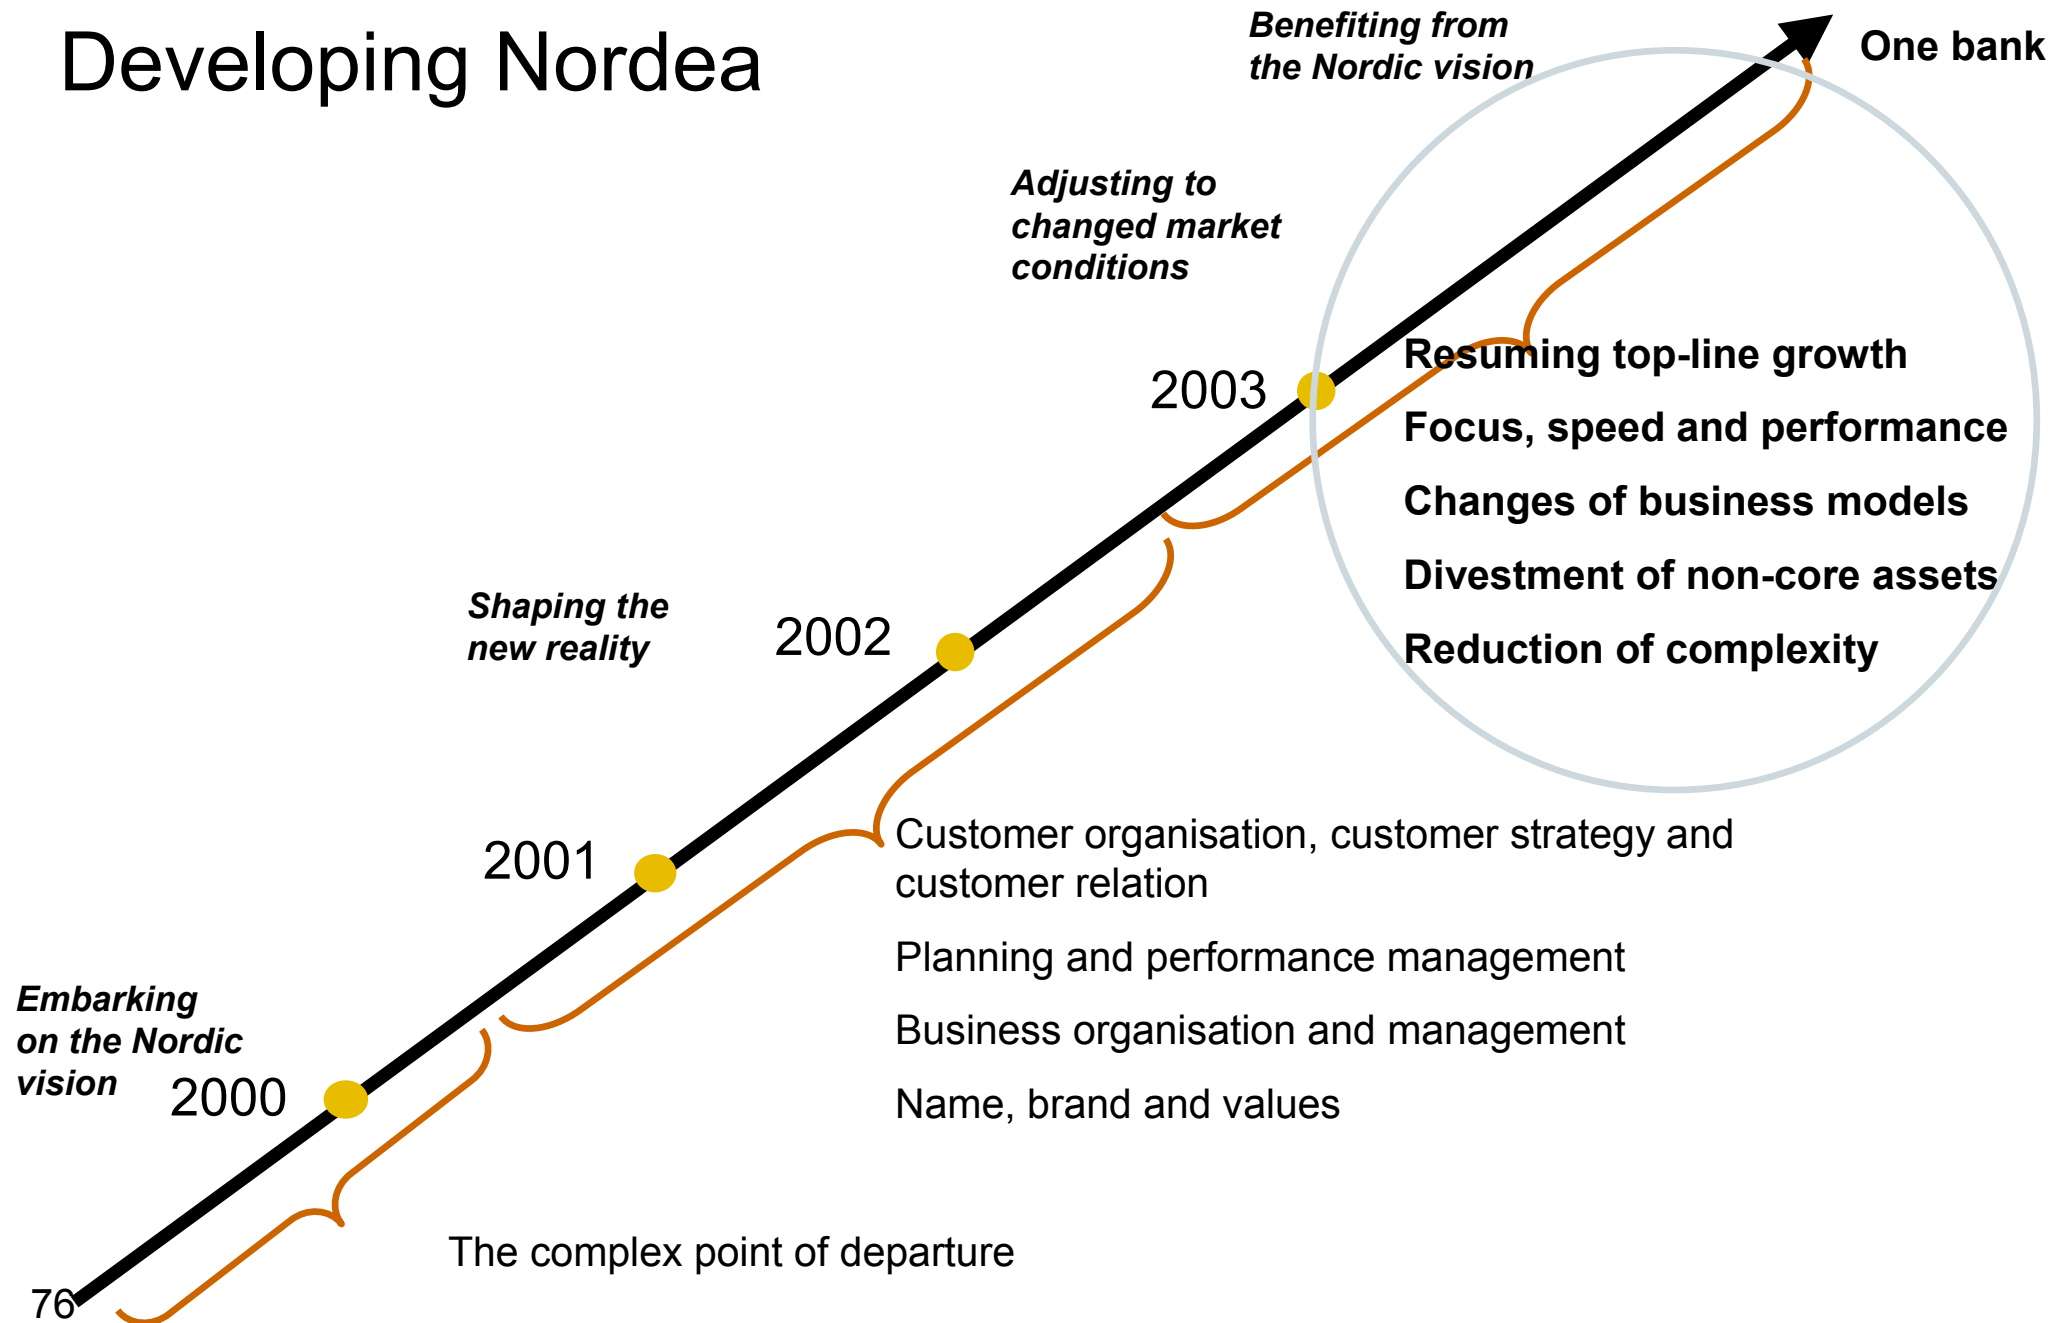 Developing Nordea
Benefiting from
the Nordic vision
One bank
Adjusting to
changed market
conditions
2003
Resuming top-line growth
Focus, speed and performance
Changes of business models
Divestment of non-core assets
Reduction of complexity
Shaping the
new reality
2002
2001
Customer organisation, customer strategy and
customer relation
Planning and performance management
Business organisation and management
Name, brand and values
Embarking
on the Nordic
vision
2000
The complex point of departure
76